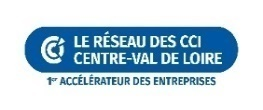 LE RÉSEAU DES CCI
CENTRE-VAL DE LOIRE
1er ACCÉLÉRATEUR DES ENTREPRISES